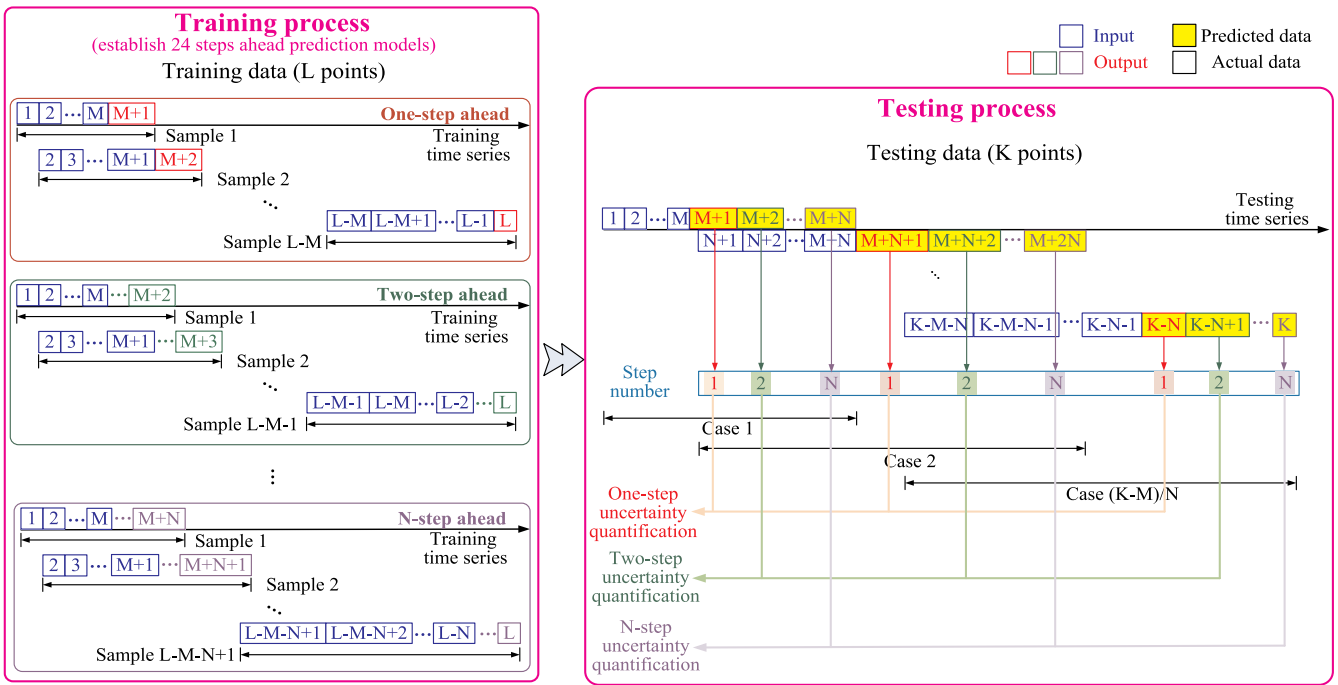 Training process
(establish 24 steps ahead prediction models)
Training data (L points)
1 2 ··· M M+1
One-step ahead
Sample 1
Training
time series
2 3 ··· M+1 M+2
Sample 2
···
L-M L-M+1 ··· L-1 L
Sample L-M
1 2 ··· M ··· M+2
Two-step ahead
Sample 1
Training
time series
2 3 ··· M+1 ··· M+3
Sample 2
···
L-M-1 L-M ··· L-2 ··· L
Sample L-M-1
···
1 2 ··· M ··· M+N
N-step ahead
Sample 1
Training
time series
2 3 ··· M+1 ··· M+N+1
Sample 2
···
L-M-N+1 L-M-N+2 ··· L-N ··· L
Sample L-M-N+1
Input
Predicted data
Output
Actual data
Testing process
Testing data (K points)
Testing
time series
1 2 ··· M M+1 M+2 ··· M+N
N+1 N+2 ··· M+N M+N+1 M+N+2 ··· M+2N
···
K-M-N K-M-N-1 ··· K-N-1 K-N K-N+1 ··· K
Step
number
1 2 N 1 2 N 1 2 N
Case 1
Case 2
Case (K-M)/N
One-step
uncertainty
quantification
Two-step
uncertainty
quantification
N-step
uncertainty
quantification